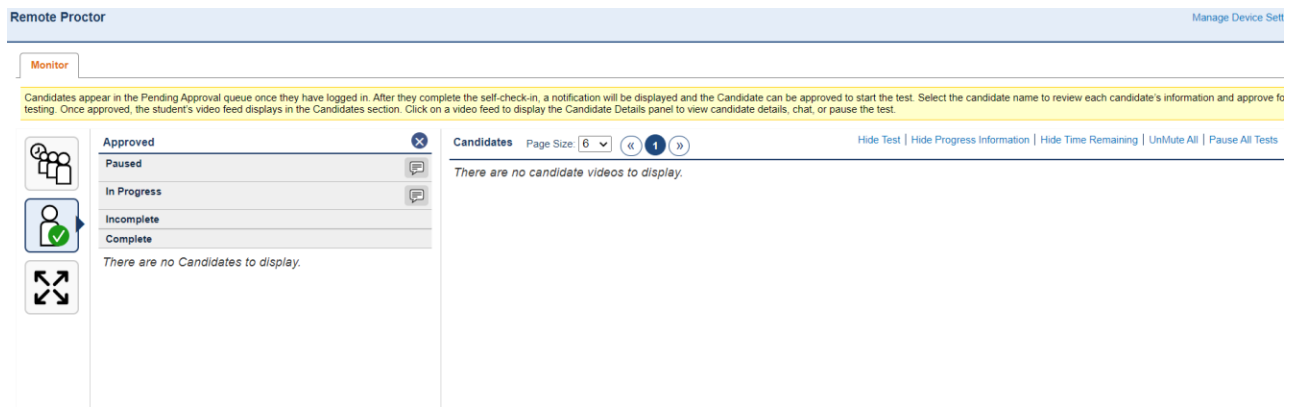 Remote Proctor
Manage Device Sett
Monitor
Candidates appear in the Pending Approval queue once they have logged in. After they complete the self-check-in, a notification will be displayed and the Candidate can be approved to start the test. Select the candidate name to review each candidate's information and approve fo
testing. Once approved, the student's video feed displays in the Candidates section. Click on a video feed to display the Candidate Details panel to view candidate details, chat, or pause the test.
Approved
Paused
In Progress
Incomplete
Complete
There are no Candidates to display.
Candidates Page Size: 6 « 1 »
Hide Test | Hide Progress Information | Hide Time Remaining | UnMute All | Pause All Tests
There are no candidate videos to display.